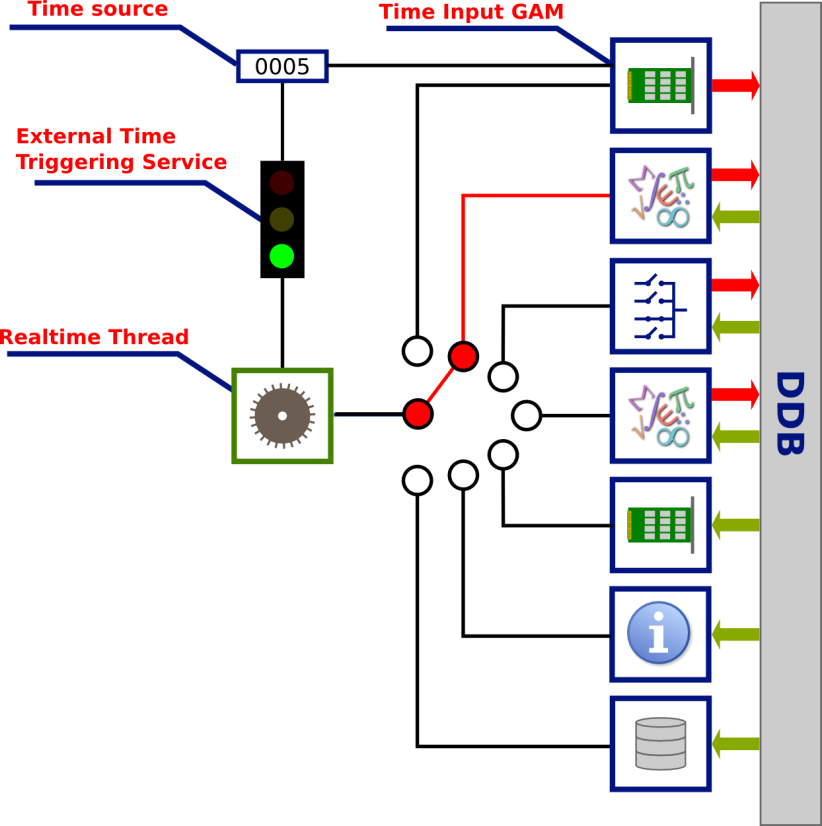 Time source
Time Input GAM
0005
External Time
Triggering Service
Realtime Thread
DDB